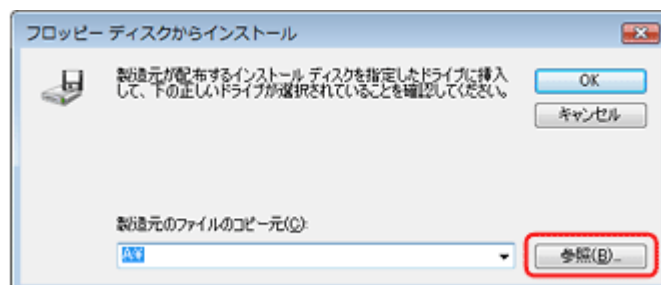 フロッピー ディスクからインストール
製造元が配布するインストール ディスクを指定したドライブに挿入
して、下の正しいドライブが選択されていることを確認してください。
OK
キャンセル
製造元のファイルのコピー元(C):
A:¥
参照(B)...